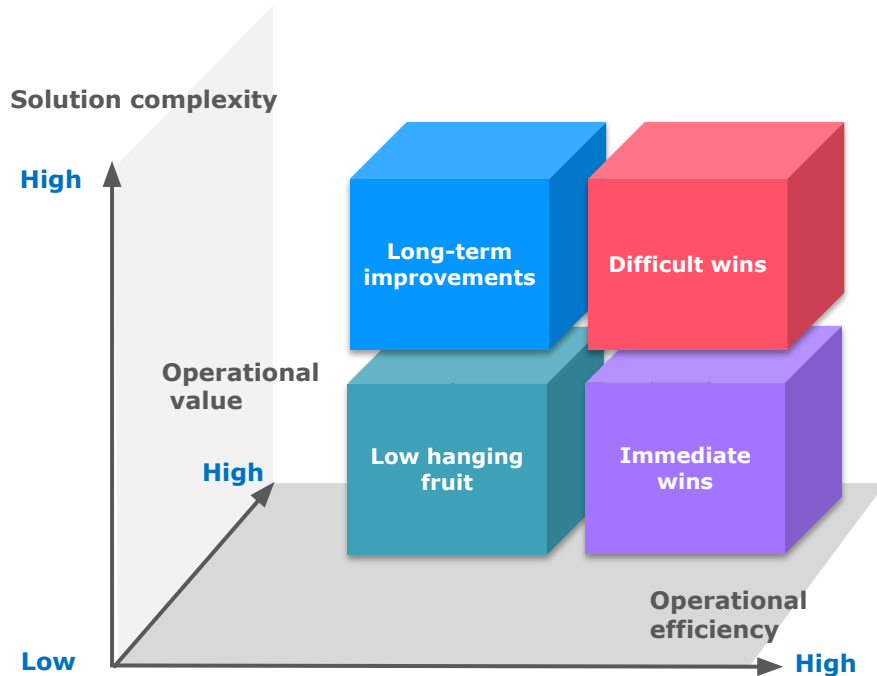 Solution complexity
High
Long-term
improvements
Difficult wins
Operational
value
High
Low hanging
fruit
Immediate
wins
Operational
efficiency
Low
High